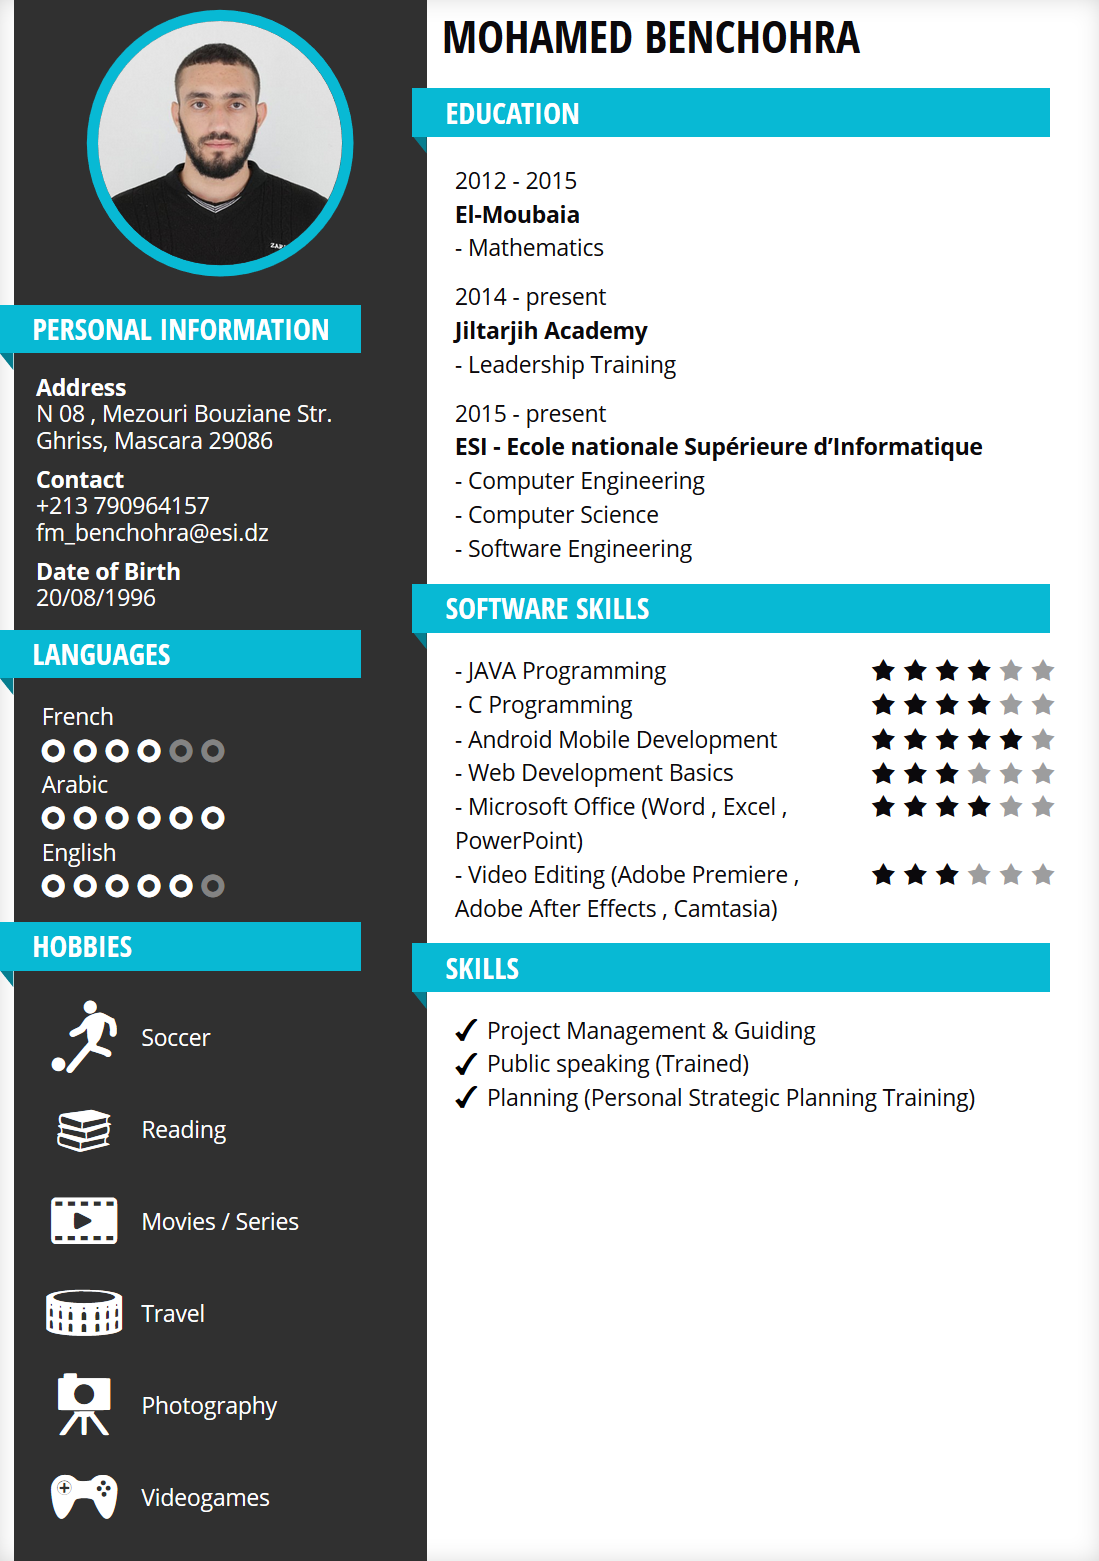 MOHAMED BENCHOHRA
PERSONAL INFORMATION
Address
N 08 , Mezouri Bouziane Str.
Ghriss, Mascara 29086
Contact
+213 790964157
fm_benchohra@esi.dz
Date of Birth
20/08/1996
LANGUAGES
French
Arabic
English
HOBBIES
Soccer
Reading
Movies / Series
Travel
Photography
Videogames
EDUCATION
2012 - 2015
El-Moubaia
- Mathematics
2014 - present
Jiltarjih Academy
- Leadership Training
2015 - present
ESI - Ecole nationale Supérieure d’Informatique
- Computer Engineering
- Computer Science
- Software Engineering
SOFTWARE SKILLS
- JAVA Programming
- C Programming
- Android Mobile Development
- Web Development Basics
- Microsoft Office (Word , Excel ,
PowerPoint)
- Video Editing (Adobe Premiere ,
Adobe After Effects , Camtasia)
SKILLS
Project Management & Guiding
Public speaking (Trained)
Planning (Personal Strategic Planning Training)